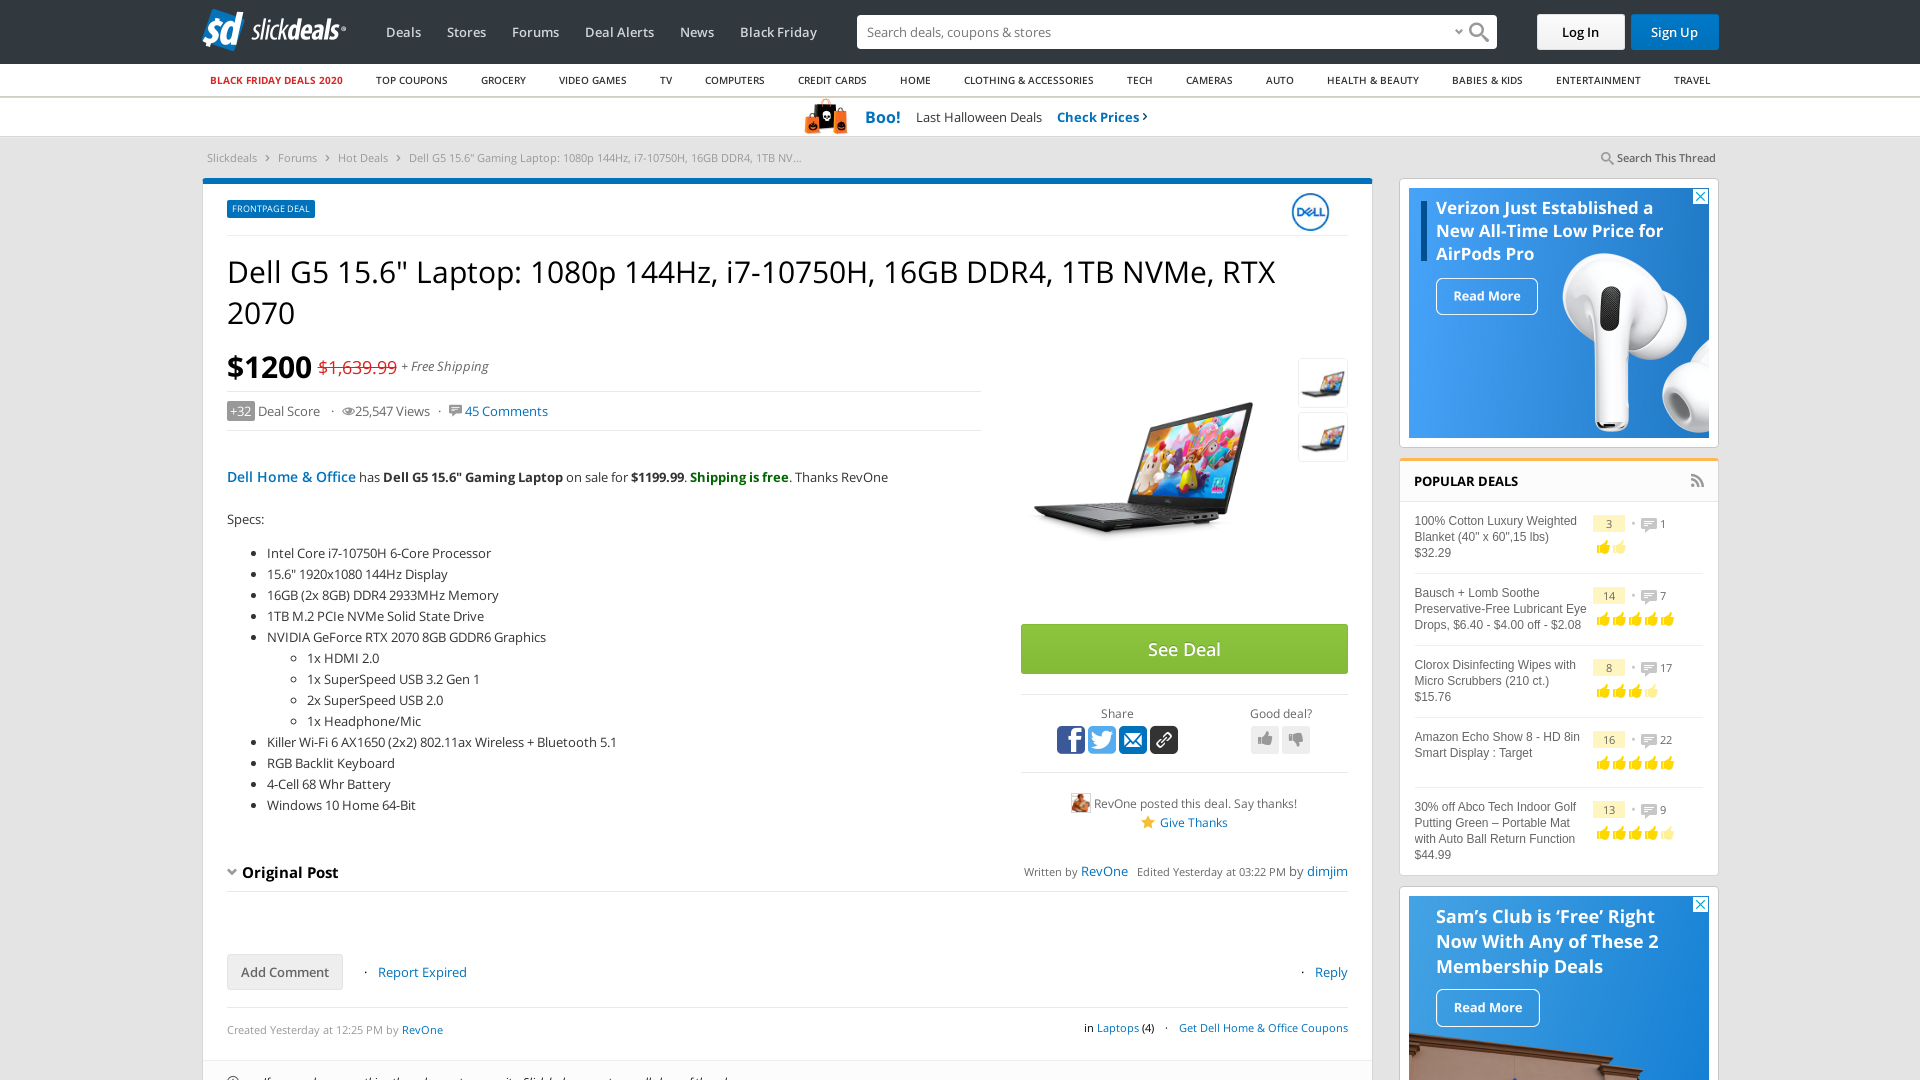 sd slickdeals
Deals Stores Forums Deal Alerts News Black Friday
Search deals, coupons & shopping
Log In Sign Up
BLACK FRIDAY DEALS 2020 TOP COUPONS GROCERY VIDEO GAMES TV COMPUTERS CREDIT CARDS HOME CLOTHING & ACCESSORIES TECH CAMERAS AUTO HEALTH & BEAUTY BABIES & KIDS ENTERTAINMENT TRAVEL
Boo! Last Halloween Deals Check Prices ›
Slickdeals › Forums › Hot Deals › Dell G5 15.6" Gaming Laptop: 1080p 144Hz, i7-10750H, 16GB DDR4, 1TB NV...
Search This Thread
FRONTPAGE DEAL
DELL
Dell G5 15.6" Laptop: 1080p 144Hz, i7-10750H, 16GB DDR4, 1TB NVMe, RTX
2070
$1200 $1,639.99 + Free Shipping
+32 Deal Score · 25,547 Views · 45 Comments
Dell Home & Office has Dell G5 15.6" Gaming Laptop on sale for $1199.99. Shipping is free. Thanks RevOne
Specs:
• Intel Core i7-10750H 6-Core Processor
• 15.6" 1920x1080 144Hz Display
• 16GB (2x 8GB) DDR4 2933MHz Memory
• 1TB M.2 PCIe NVMe Solid State Drive
• NVIDIA GeForce RTX 2070 8GB GDDR6 Graphics
◦ 1x HDMI 2.0
◦ 1x SuperSpeed USB 3.2 Gen 1
◦ 2x SuperSpeed USB 2.0
◦ 1x Headphone/Mic
• Killer Wi-Fi 6 AX1650 (2x2) 802.11ax Wireless + Bluetooth 5.1
• RGB Backlit Keyboard
• 4-Cell 68 Whr Battery
• Windows 10 Home 64-Bit
See Deal
Share
Good deal?
RevOne posted this deal. Say thanks!
Give Thanks
Original Post
Written by RevOne Edited Yesterday at 03:22 PM by dimjim
Add Comment · Report Expired
· Reply
Created Yesterday at 12:25 PM by RevOne
in Laptops (4) · Get Dell Home & Office Coupons
Verizon Just Established a
New All-Time Low Price for
AirPods Pro
Read More
POPULAR DEALS
100% Cotton Luxury Weighted
Blanket (40" x 60",15 lbs)
$32.29
3 • 1
Bausch + Lomb Soothe
Preservative-Free Lubricant Eye
Drops, $6.40 - $4.00 off - $2.08
14 • 7
Clorox Disinfecting Wipes with
Micro Scrubbers (210 ct.)
$15.76
8 • 17
Amazon Echo Show 8 - HD 8in
Smart Display : Target
16 • 22
30% off Abco Tech Indoor Golf
Putting Green – Portable Mat
with Auto Ball Return Function
$44.99
13 • 9
Sam's Club is 'Free' Right
Now With Any of These 2
Membership Deals
Read More